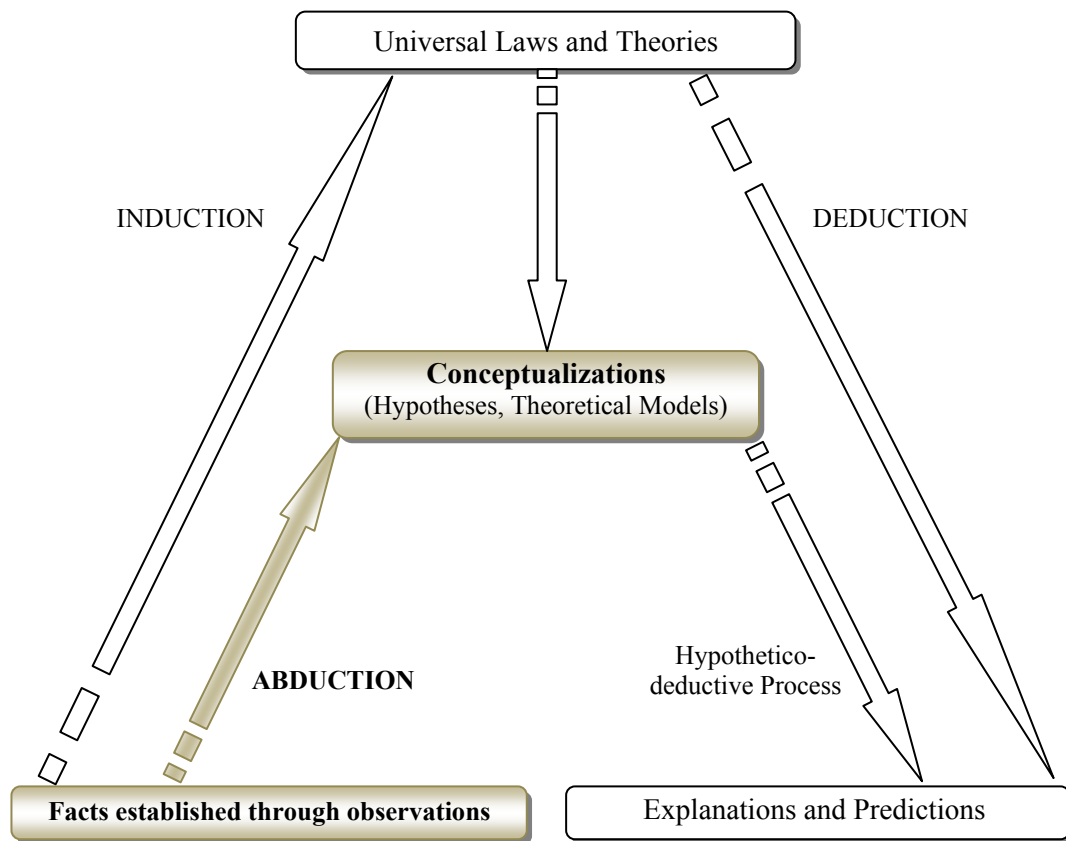 Universal Laws and Theories
INDUCTION
DEDUCTION
Conceptualizations
(Hypotheses, Theoretical Models)
ABDUCTION
Hypothetico-
deductive Process
Facts established through observations
Explanations and Predictions